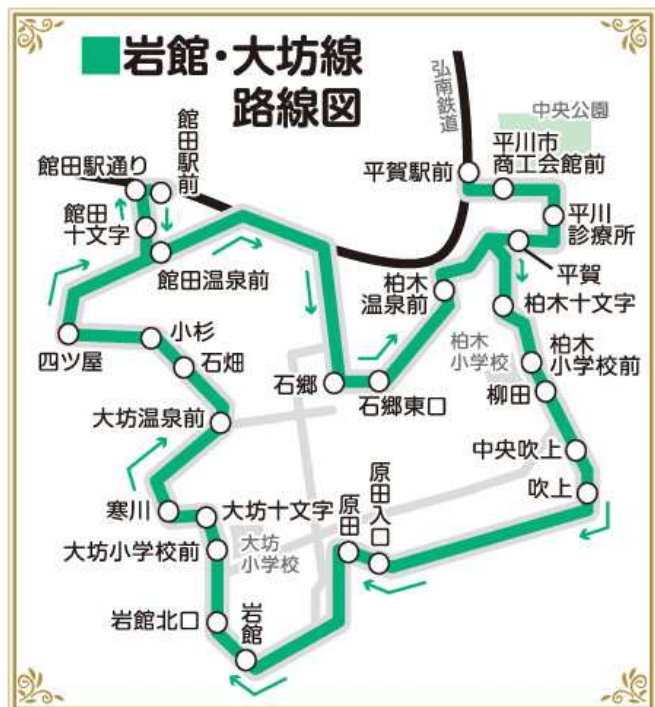 ■岩館・大坊線
路線図
弘南鉄道
中央公園
平川市
商工会館前
平賀駅前
平川
診療所
平賀
館田駅通り
館田駅前
館田
十文字
館田温泉前
柏木
温泉前
柏木十文字
四ツ屋
小杉
石畑
石郷
石郷東口
柏木
小学校
柏木
小学校前
柳田
大坊温泉前
中央吹上
吹上
寒川
大坊十文字
原田
原田入口
大坊小学校前
大坊
小学校
岩館北口
岩館